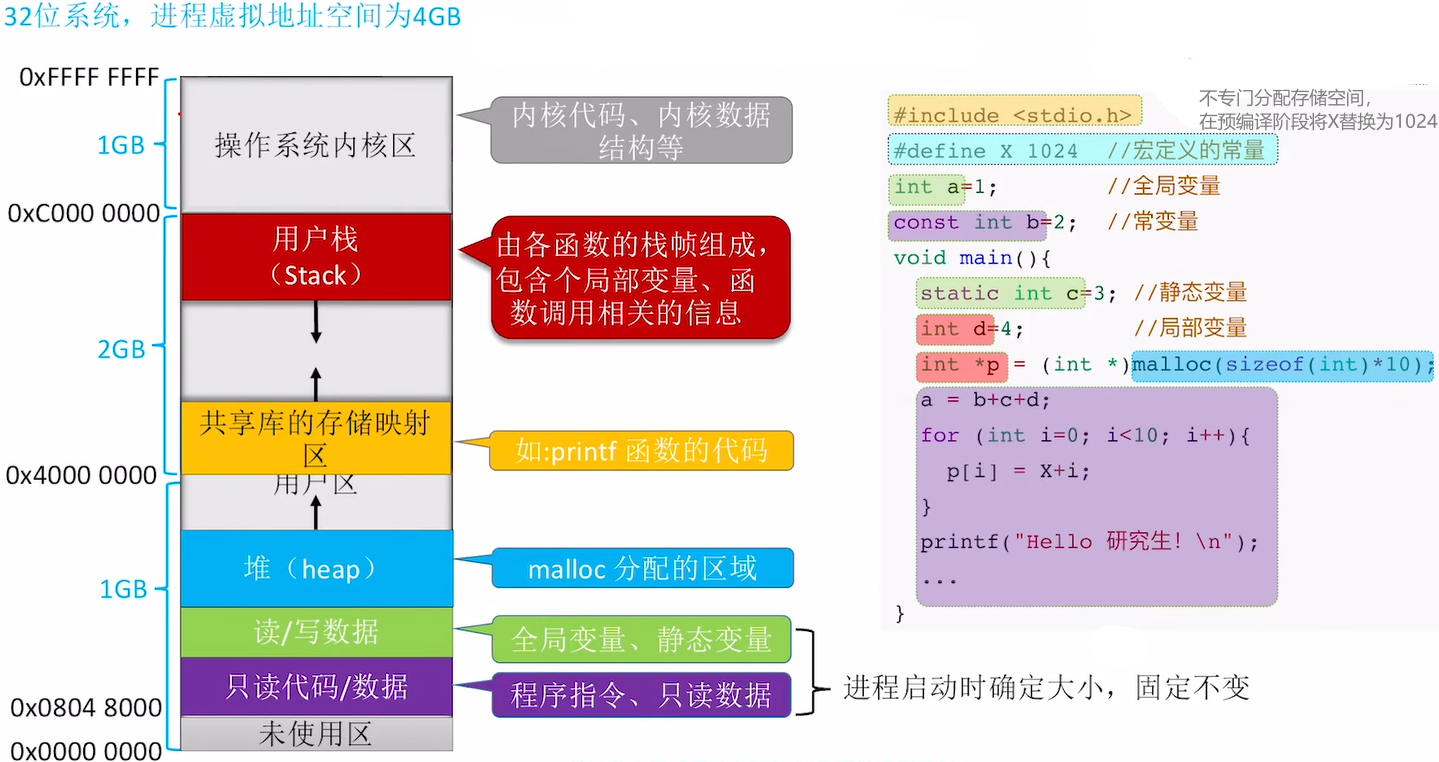 32位系统，进程虚拟地址空间为4GB
0xFFFF FFFF
1GB
操作系统内核区
内核代码、内核数据
结构等
0xC000 0000
用户栈
（Stack）
由各函数的栈帧组成，
包含个局部变量、函
数调用相关的信息
2GB
共享库的存储映射
区
如:printf 函数的代码
0x4000 0000
用户区
堆（heap）
malloc 分配的区域
1GB
读/写数据
全局变量、静态变量
只读代码/数据
程序指令、只读数据
进程启动时确定大小，固定不变
0x0804 8000
未使用区
0x0000 0000
不专门分配存储空间，
在预编译阶段将X替换为1024
#include <stdio.h>
#define X 1024 //宏定义的常量
int a=1; //全局变量
const int b=2; //常变量
void main(){
static int c=3; //静态变量
int d=4; //局部变量
int *p = (int *)malloc(sizeof(int)*10);
a = b+c+d;
for (int i=0; i<10; i++){
p[i] = X+i;
}
printf("Hello 研究生！\n");
...
}